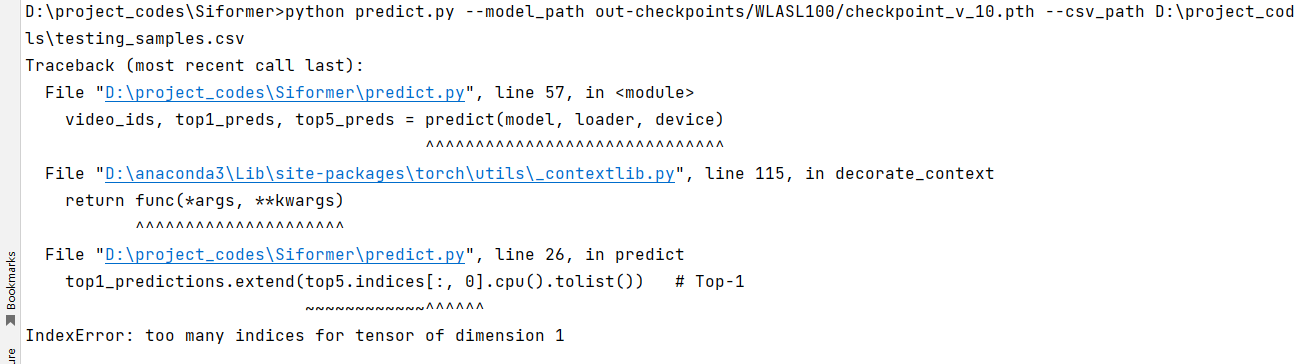 D:\project_codes\Siformer>python predict.py --model_path out-checkpoints/WLASL100/checkpoint_v_10.pth --csv_path D:\project_cod
ls\testing_samples.csv
Traceback (most recent call last):
  File "D:\project_codes\Siformer\predict.py", line 57, in <module>
    video_ids, top1_preds, top5_preds = predict(model, loader, device)
                                        ^^^^^^^^^^^^^^^^^^^^^^^^^^^^^^
  File "D:\anaconda3\Lib\site-packages\torch\utils\_contextlib.py", line 115, in decorate_context
    return func(*args, **kwargs)
           ^^^^^^^^^^^^^^^^^^^^^
  File "D:\project_codes\Siformer\predict.py", line 26, in predict
    top1_predictions.extend(top5.indices[:, 0].cpu().tolist())   # Top-1
                            ~~~~~~~~~~~~^^^^^^
IndexError: too many indices for tensor of dimension 1
Bookmarks
ure